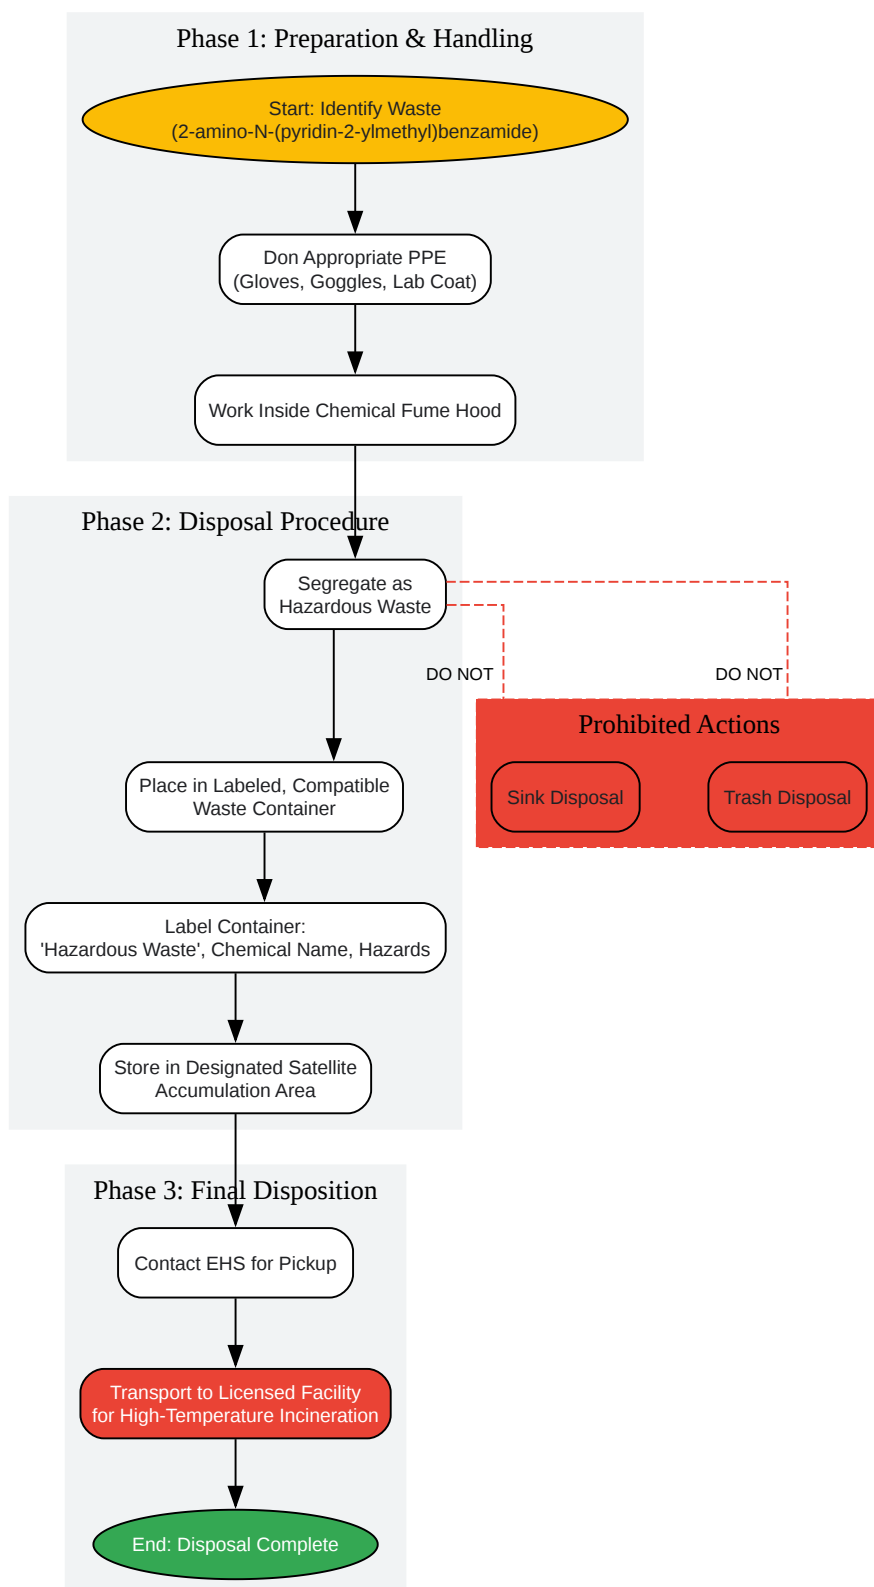 Phase 1: Preparation & Handling
Start: Identify Waste
(2-amino-N-(pyridin-2-ylmethyl)benzamide)
Don Appropriate PPE
(Gloves, Goggles, Lab Coat)
Work Inside Chemical Fume Hood
Phase 2: Disposal Procedure
Segregate as
Hazardous Waste
DO NOT
DO NOT
Prohibited Actions
Sink Disposal
Trash Disposal
Place in Labeled, Compatible
Waste Container
Label Container:
'Hazardous Waste', Chemical Name, Hazards
Store in Designated Satellite
Accumulation Area
Phase 3: Final Disposition
Contact EHS for Pickup
Transport to Licensed Facility
for High-Temperature Incineration
End: Disposal Complete